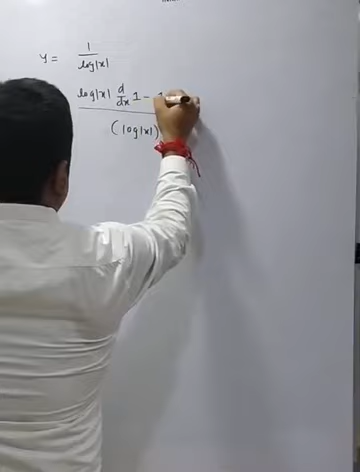 y = 1/log|x|
log|x| d/dx 1 -
(log|x|)